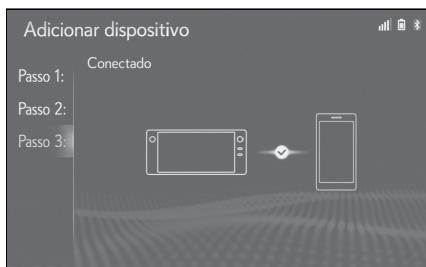 Adicionar dispositivo
Conectado
Passo 1:
Passo 2:
Passo 3: